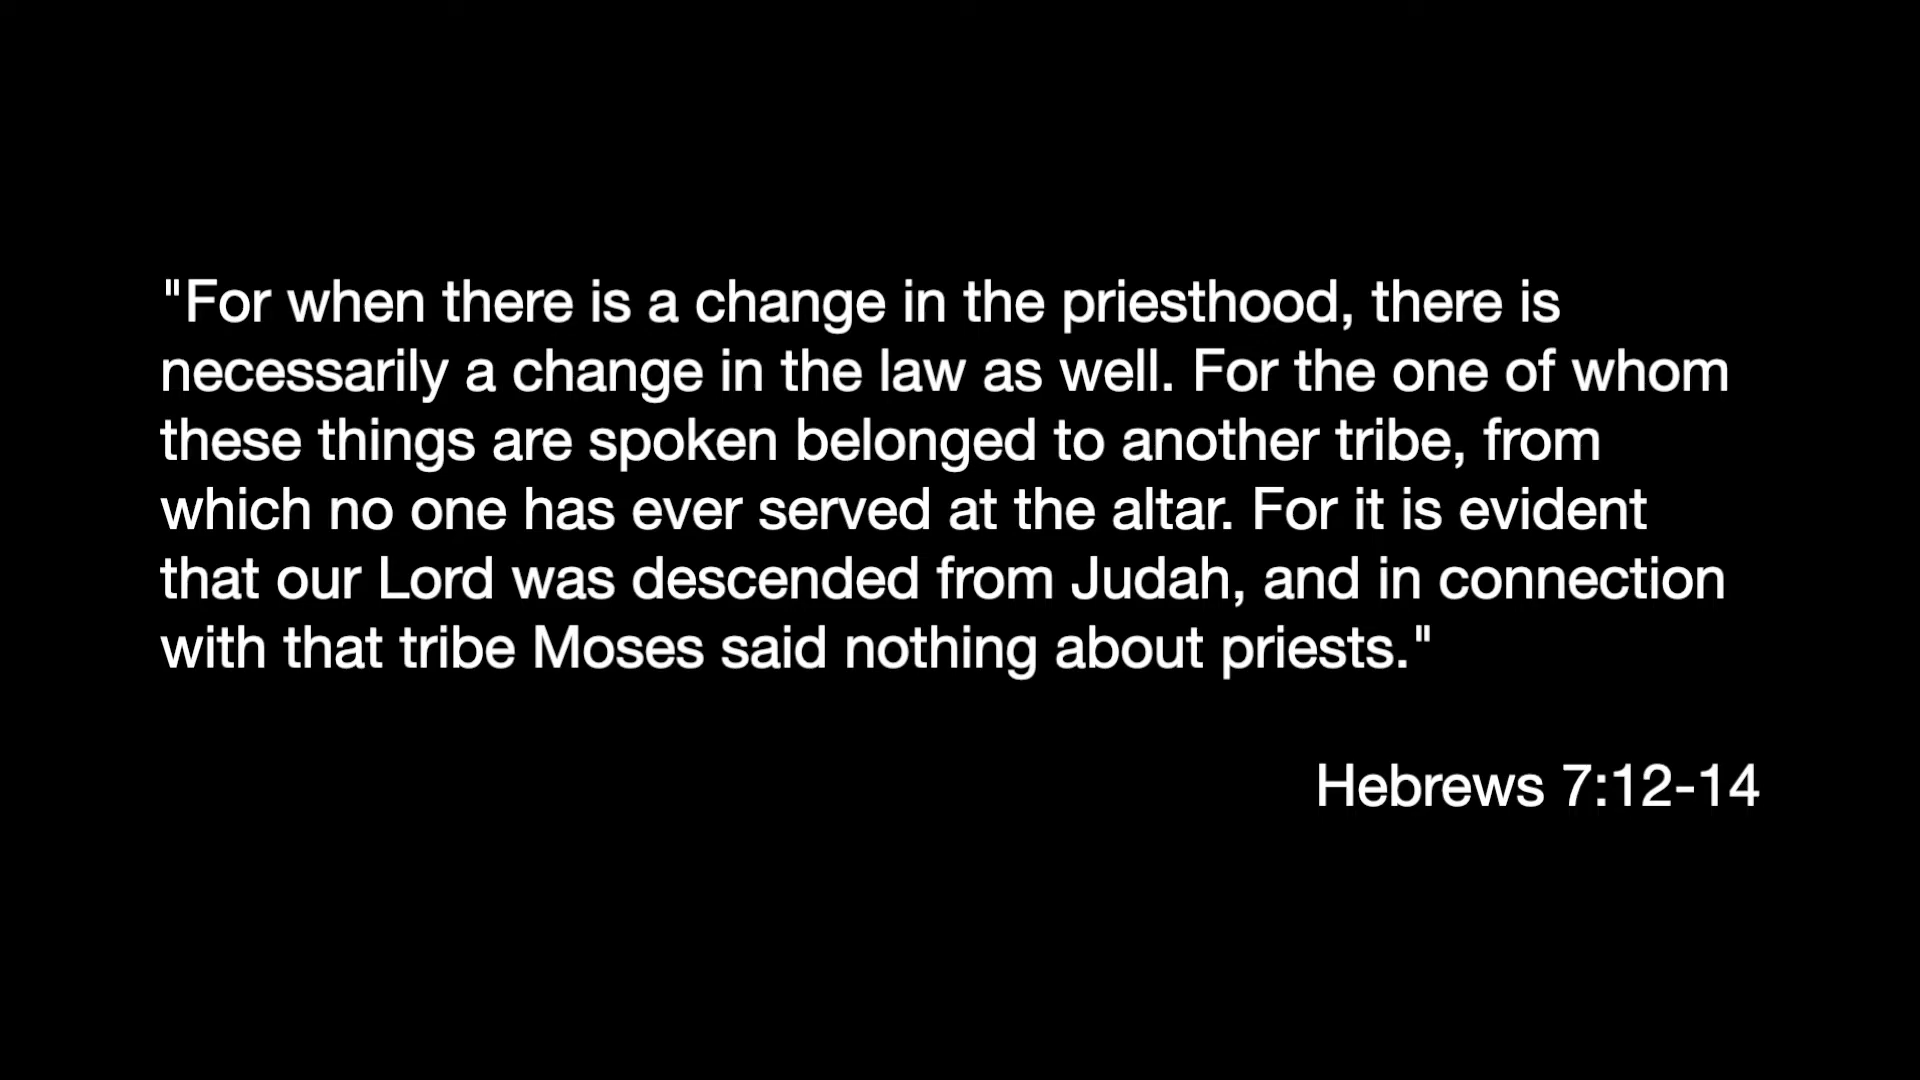 "For when there is a change in the priesthood, there is
necessarily a change in the law as well. For the one of whom
these things are spoken belonged to another tribe, from
which no one has ever served at the altar. For it is evident
that our Lord was descended from Judah, and in connection
with that tribe Moses said nothing about priests."
Hebrews 7:12-14